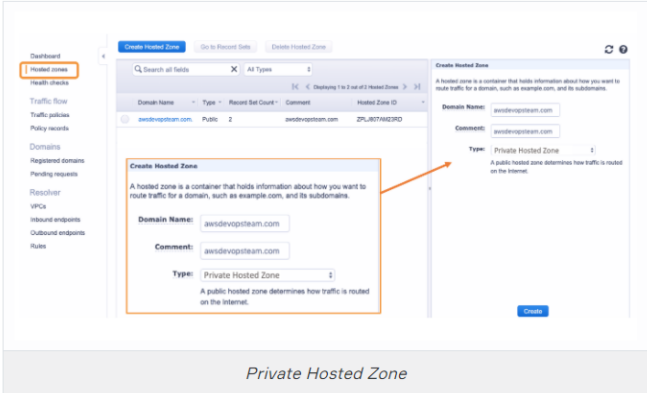 Create Hosted Zone
Go to Record Sets
Delete Hosted Zone
Dashboard
Hosted zones
Health checks
Traffic flow
Traffic policies
Policy records
Domains
Registered domains
Pending requests
Resolver
VPCs
Inbound endpoints
Outbound endpoints
Rules
Search all fields
All Types
Displaying 1 to 2 out of 2 Hosted Zones
Domain Name Type Record Set Count Comment Hosted Zone ID
awsdevopsteam.com. Public 2 awsdevopsteam.com
Create Hosted Zone
A hosted zone is a container that holds information about how you want to
route traffic for a domain, such as example.com, and its subdomains.
Domain Name: awsdevopsteam.com
Comment: awsdevopsteam.com
Type: Private Hosted Zone
A public hosted zone determines how traffic is routed
on the Internet.
Create Hosted Zone
A hosted zone is a container that holds information about how you want to
route traffic for a domain, such as example.com, and its subdomains.
Domain Name: awsdevopsteam.com
Comment: awsdevopsteam.com
Type: Private Hosted Zone
A public hosted zone determines how traffic is routed
on the Internet.
Create
Private Hosted Zone